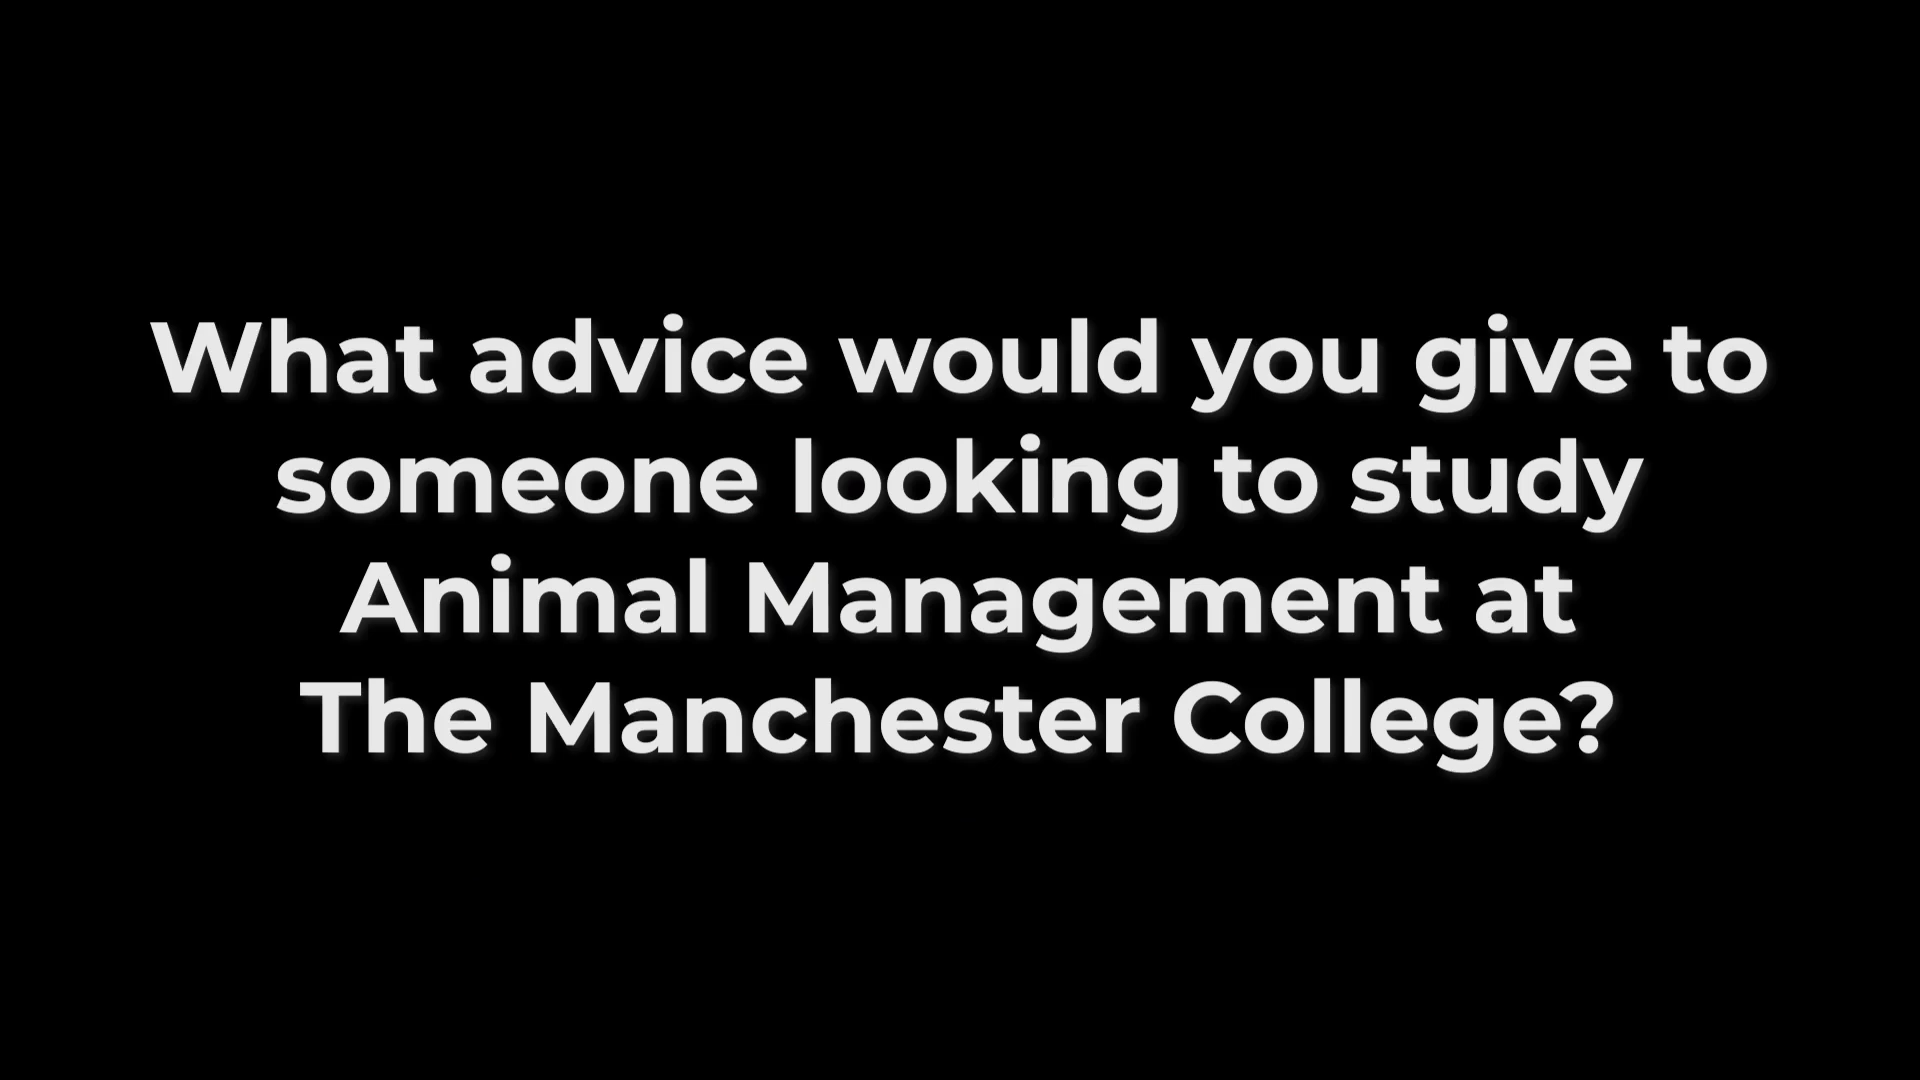 What advice would you give to
someone looking to study
Animal Management at
The Manchester College?